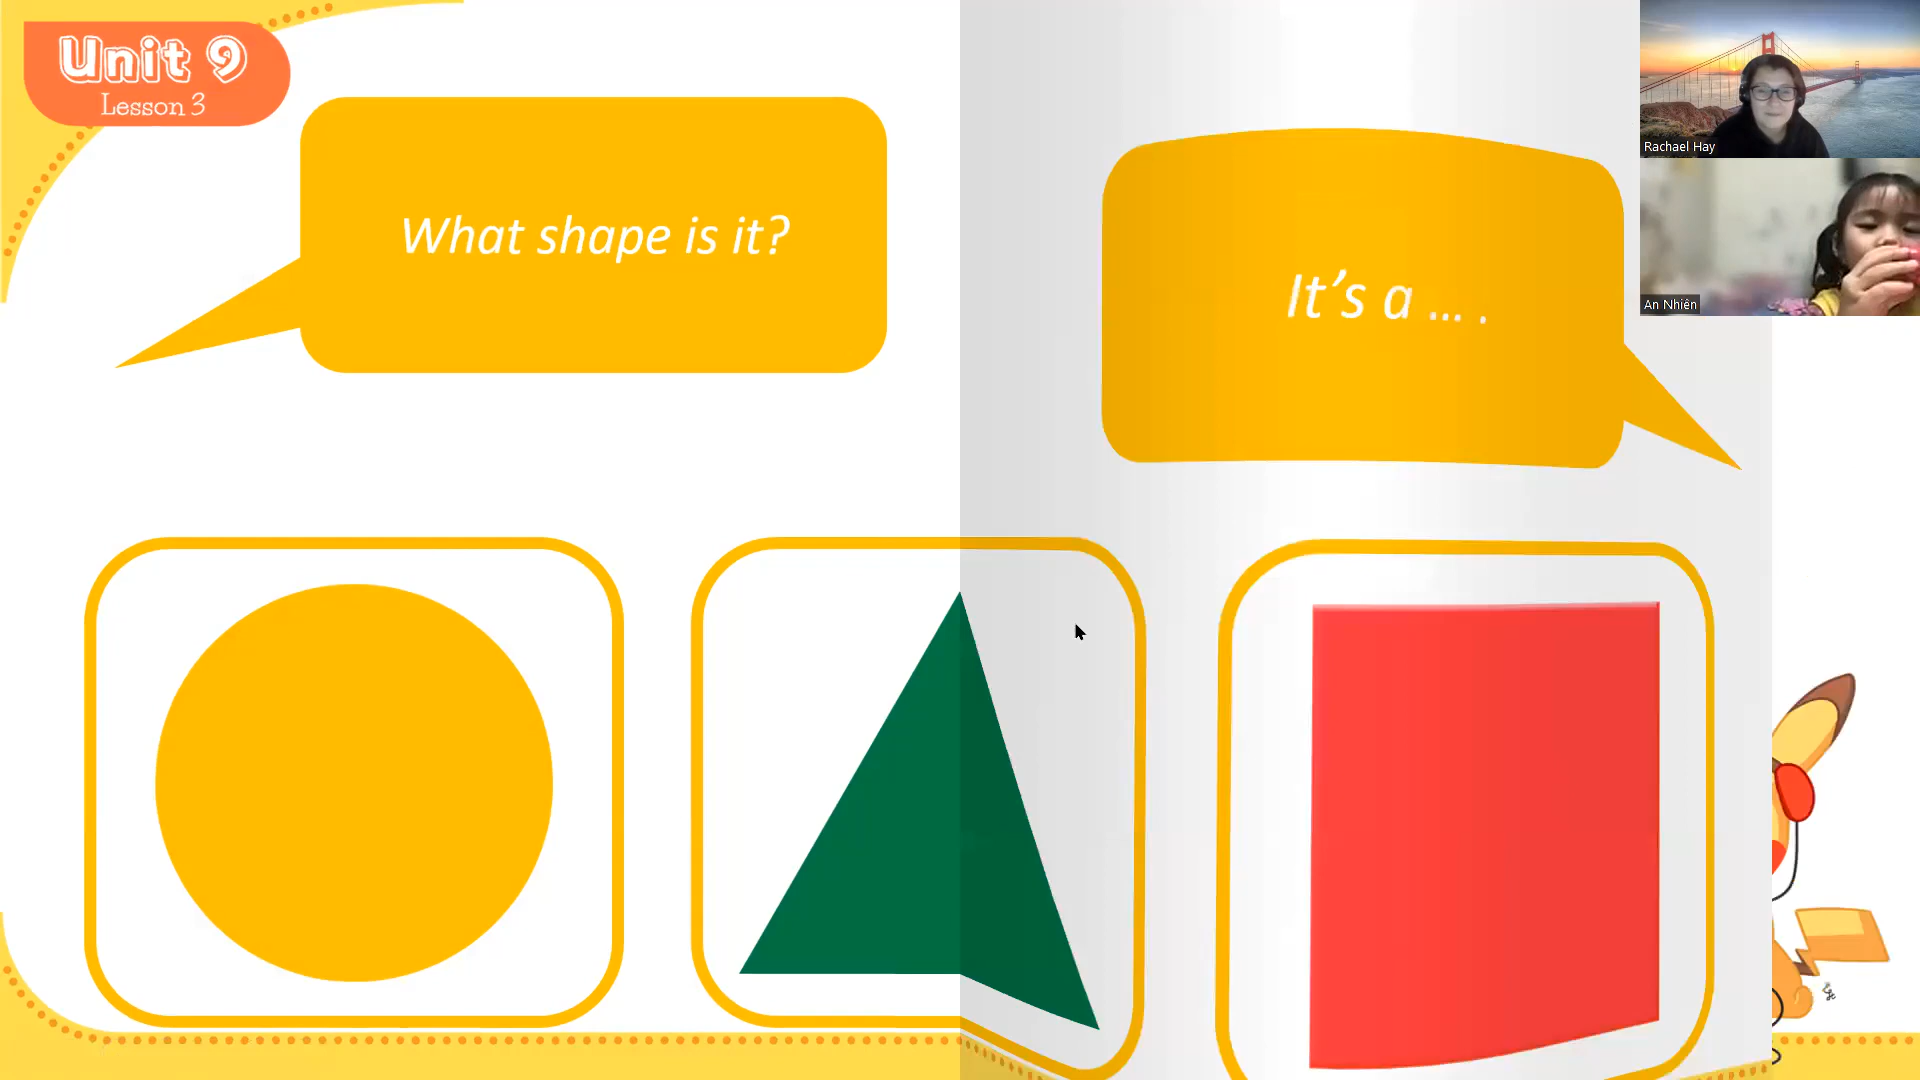 Unit 9
Lesson 3
What shape is it?
It's a ... .
Rachael Hay
An Nhiên